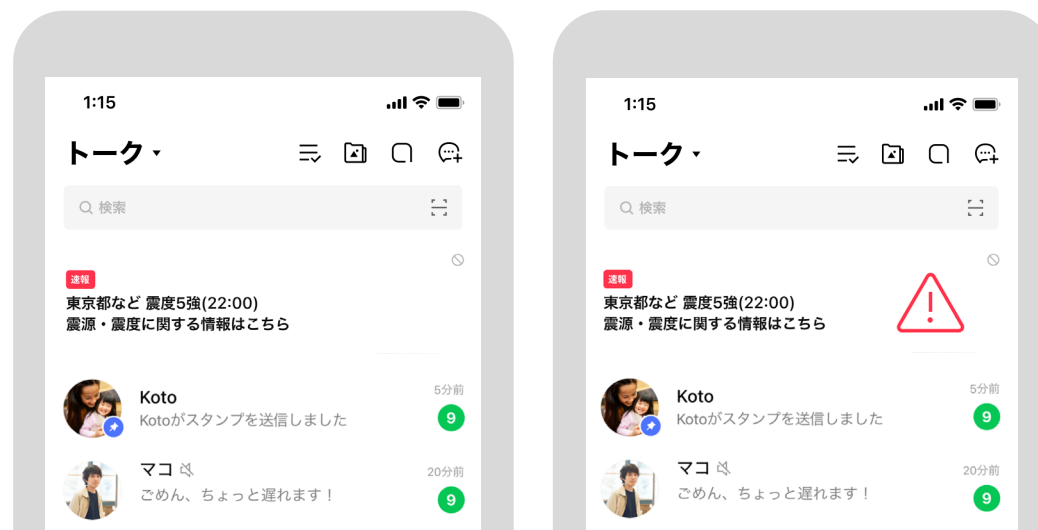 1:15
トーク
検索
速報
東京都など 震度5強(22:00)
震源・震度に関する情報はこちら
Koto
5分前
Kotoがスタンプを送信しました
9
マコ
20分前
ごめん、ちょっと遅れます！
9
1:15
トーク
検索
速報
東京都など 震度5強(22:00)
震源・震度に関する情報はこちら
Koto
5分前
Kotoがスタンプを送信しました
9
マコ
20分前
ごめん、ちょっと遅れます！
9